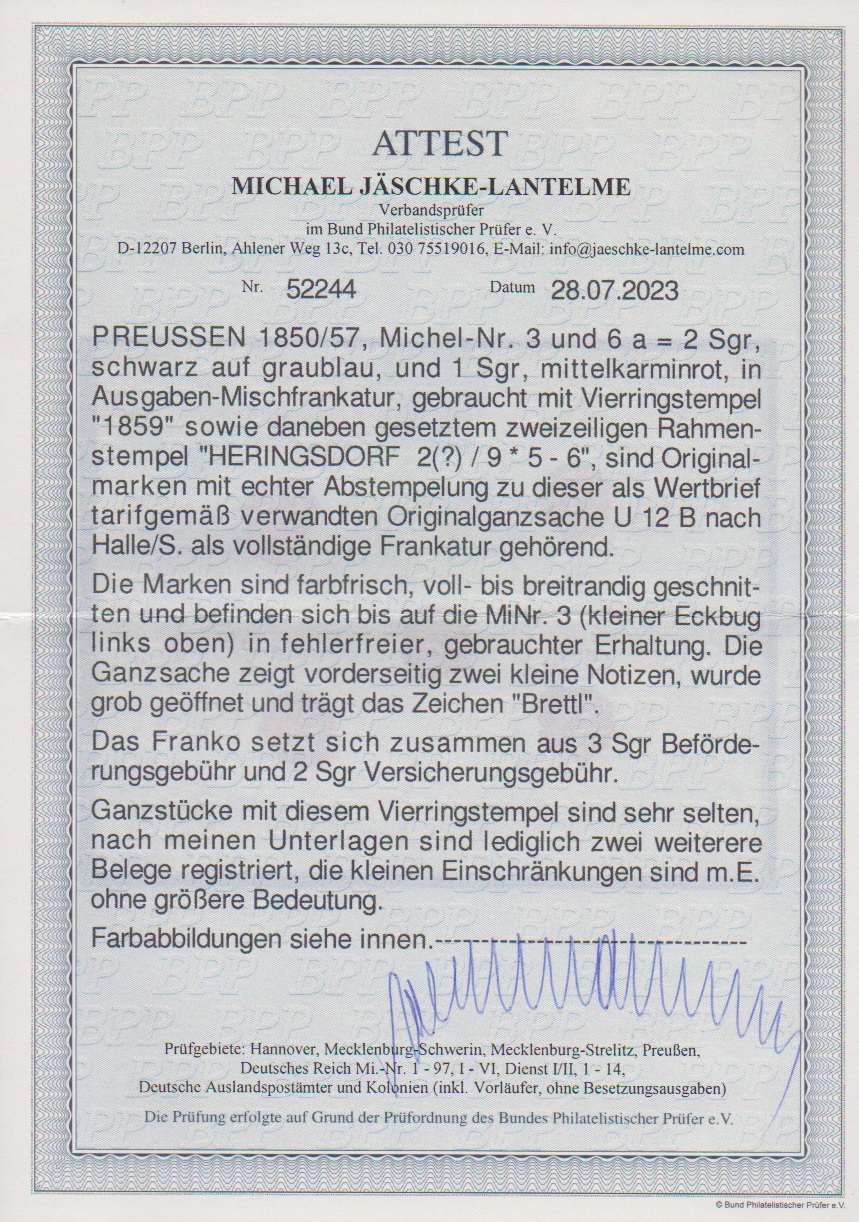 ATTEST
MICHAEL JÄSCHKE-LANTELME
Verbandsprüfer
im Bund Philatelistischer Prüfer e. V.
D-12207 Berlin, Ahlener Weg 13c, Tel. 030 75519016, E-Mail: info@jaeschke-lantelme.com
Nr. 52244 Datum 28.07.2023
PREUSSEN 1850/57, Michel-Nr. 3 und 6 a = 2 Sgr,
schwarz auf graublau, und 1 Sgr, mittelkarminrot, in
Ausgaben-Mischfrankatur, gebraucht mit Vierringstempel
"1859" sowie daneben gesetztem zweizeiligen Rahmen-
stempel "HERINGSDORF 2(?) / 9 * 5 - 6", sind Original-
marken mit echter Abstempelung zu dieser als Wertbrief
tarifgemäß verwandten Originalganzsache U 12 B nach
Halle/S. als vollständige Frankatur gehörend.
Die Marken sind farbfrisch, voll- bis breitrandig geschnit-
ten und befinden sich bis auf die MiNr. 3 (kleiner Eckbug
links oben) in fehlerfreier, gebrauchter Erhaltung. Die
Ganzsache zeigt vorderseitig zwei kleine Notizen, wurde
grob geöffnet und trägt das Zeichen "Brettl".
Das Franko setzt sich zusammen aus 3 Sgr Beförde-
rungsgebühr und 2 Sgr Versicherungsgebühr.
Ganzstücke mit diesem Vierringstempel sind sehr selten,
nach meinen Unterlagen sind lediglich zwei weiterere
Belege registriert, die kleinen Einschränkungen sind m.E.
ohne größere Bedeutung.
Farbabbildungen siehe innen.----------------------------------
Prüfgebiete: Hannover, Mecklenburg-Schwerin, Mecklenburg-Strelitz, Preußen,
Deutsches Reich Mi.-Nr. 1 - 97, I - VI, Dienst I/II, 1 - 14,
Deutsche Auslandspostämter und Kolonien (inkl. Vorläufer, ohne Besetzungsausgaben)
Die Prüfung erfolgte auf Grund der Prüfordnung des Bundes Philatelistischer Prüfer e.V.
© Bund Philatelistischer Prüfer e.V.